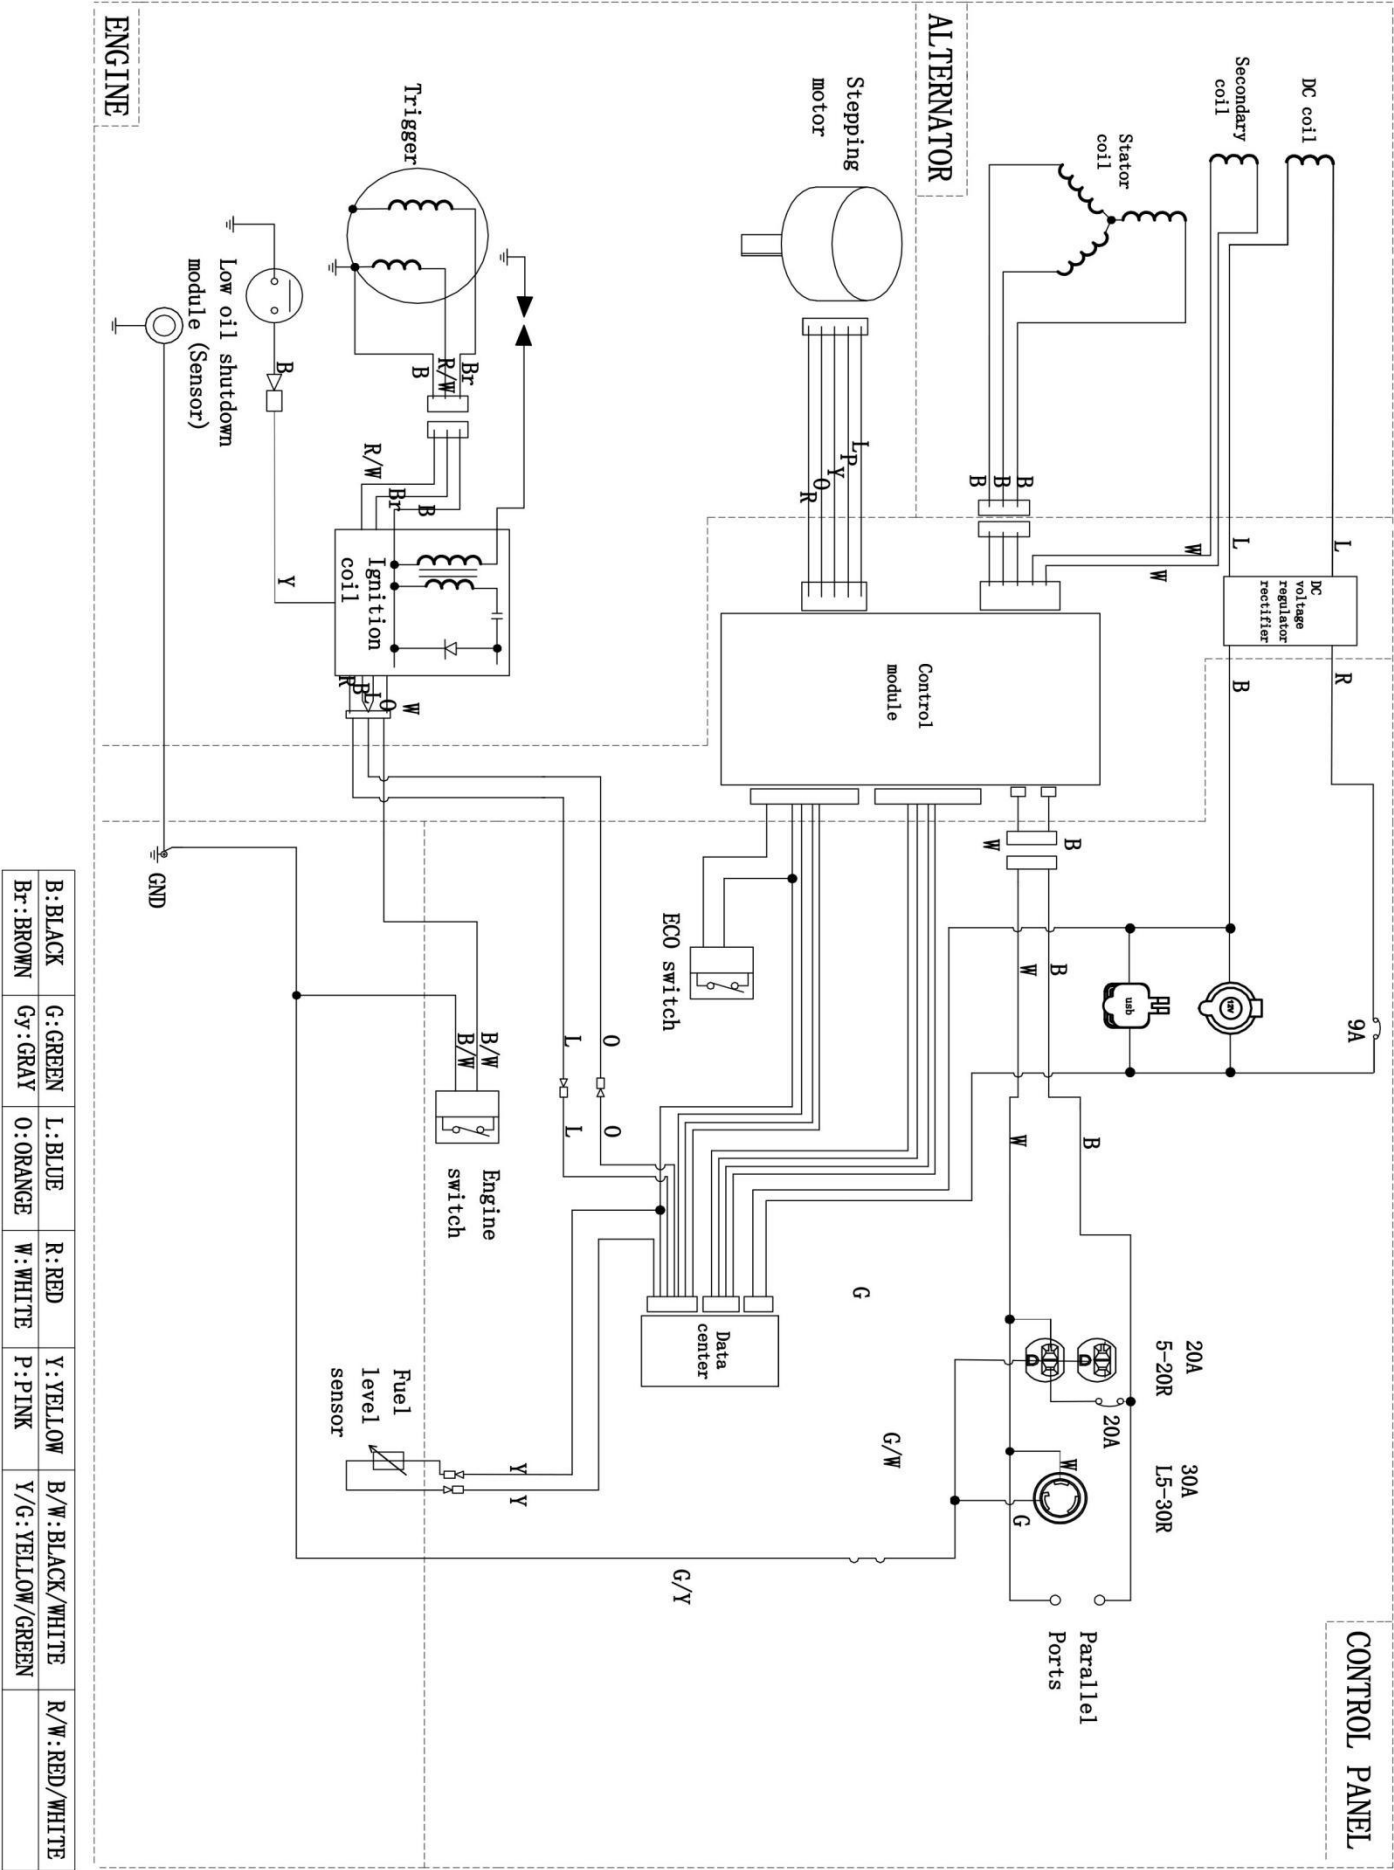 ENGINE
ALTERNATOR
CONTROL PANEL
DC coil
Secondary
coil
Stator
coil
Stepping
motor
Trigger
Low oil shutdown
module (Sensor)
L
L
DC
voltage
regulator
rectifier
R
B
W
W
B
B
B
L
P
Y
O
R
Control
module
Br
R/W
B
R/W
Br
B
B
Y
Ignition
coil
R
B
L
O
W
GND
B
W
B
W
B
W
9A
12V
usb
ECO switch
B/W
B/W
Engine
switch
O
L
O
L
G
Data
center
20A
5-20R
20A
30A
L5-30R
W
G
G/W
G/Y
Fuel
level
sensor
Y
Y
Parallel
Ports
B:BLACK G:GREEN L:BLUE R:RED Y:YELLOW B/W:BLACK/WHITE R/W:RED/WHITE
Br:BROWN Gy:GRAY O:ORANGE W:WHITE P:PINK Y/G:YELLOW/GREEN